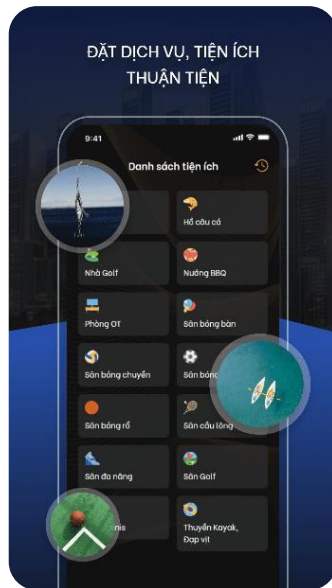 ĐẶT DỊCH VỤ, TIỆN ÍCH
THUẬN TIỆN
9:41
Danh sách tiện ích
Hồ câu cá
Nhà Golf
Nướng BBQ
Phòng OT
Sân bóng bàn
Sân bóng chuyền
Sân bóng
Sân bóng rổ
Sân cầu lông
Sân đa năng
Sân Golf
Thuyền Kayak,
Đạp vịt